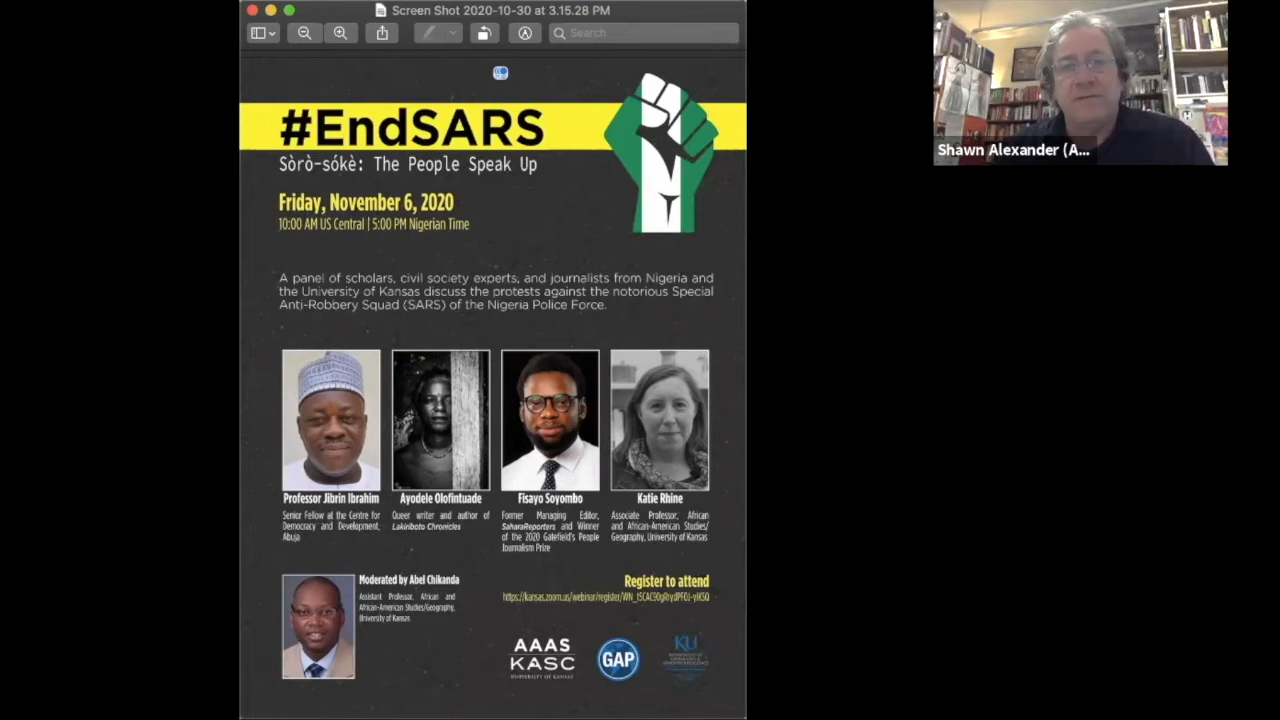 Screen Shot 2020-10-30 at 3.15.28 PM
Search
#EndSARS
Sòrò-sókè: The People Speak Up
Friday, November 6, 2020
10:00 AM US Central | 5:00 PM Nigerian Time
A panel of scholars, civil society experts, and journalists from Nigeria and
the University of Kansas discuss the protests against the notorious Special
Anti-Robbery Squad (SARS) of the Nigeria Police Force.
Professor Jibrin Ibrahim
Senior Fellow at the Centre for
Democracy and Development,
Abuja
Ayodele Olofintuade
Queer writer and author of
Lakiriboto Chronicles
Fisayo Soyombo
Former Managing Editor,
SaharaReporters and Winner
of the 2020 Gatefield's People
Journalism Prize
Katie Rhine
Associate Professor, African
and African-American Studies/
Geography, University of Kansas
Moderated by Abel Chikanda
Assistant Professor, African and
African-American Studies/Geography,
University of Kansas
Register to attend
AAAS
KASC
UNIVERSITY OF KANSAS
GAP
KU
Shawn Alexander (A...